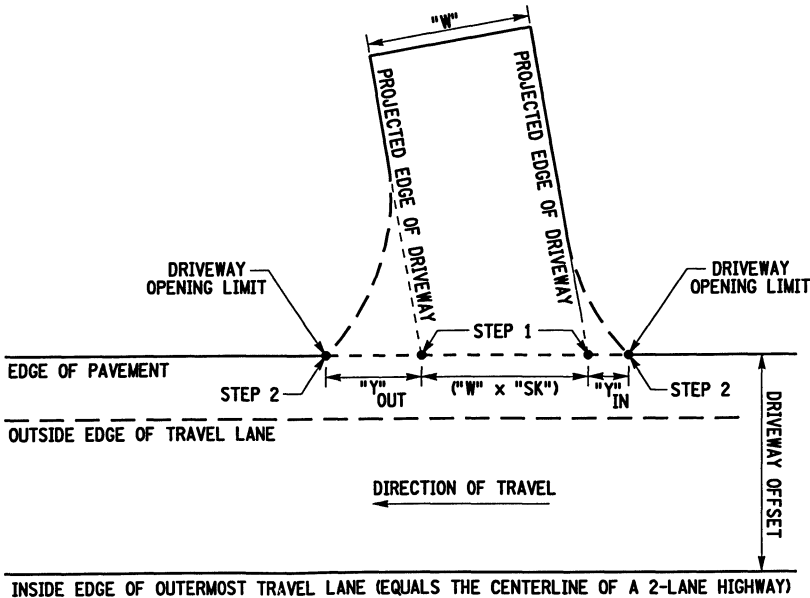 "W"
PROJECTED EDGE OF DRIVEWAY
PROJECTED EDGE OF DRIVEWAY
DRIVEWAY
OPENING LIMIT
DRIVEWAY
OPENING LIMIT
STEP 1
EDGE OF PAVEMENT
STEP 2
"Y"OUT
("W" x "SK")
"Y"IN
STEP 2
OUTSIDE EDGE OF TRAVEL LANE
DRIVEWAY OFFSET
DIRECTION OF TRAVEL
INSIDE EDGE OF OUTERMOST TRAVEL LANE (EQUALS THE CENTERLINE OF A 2-LANE HIGHWAY)